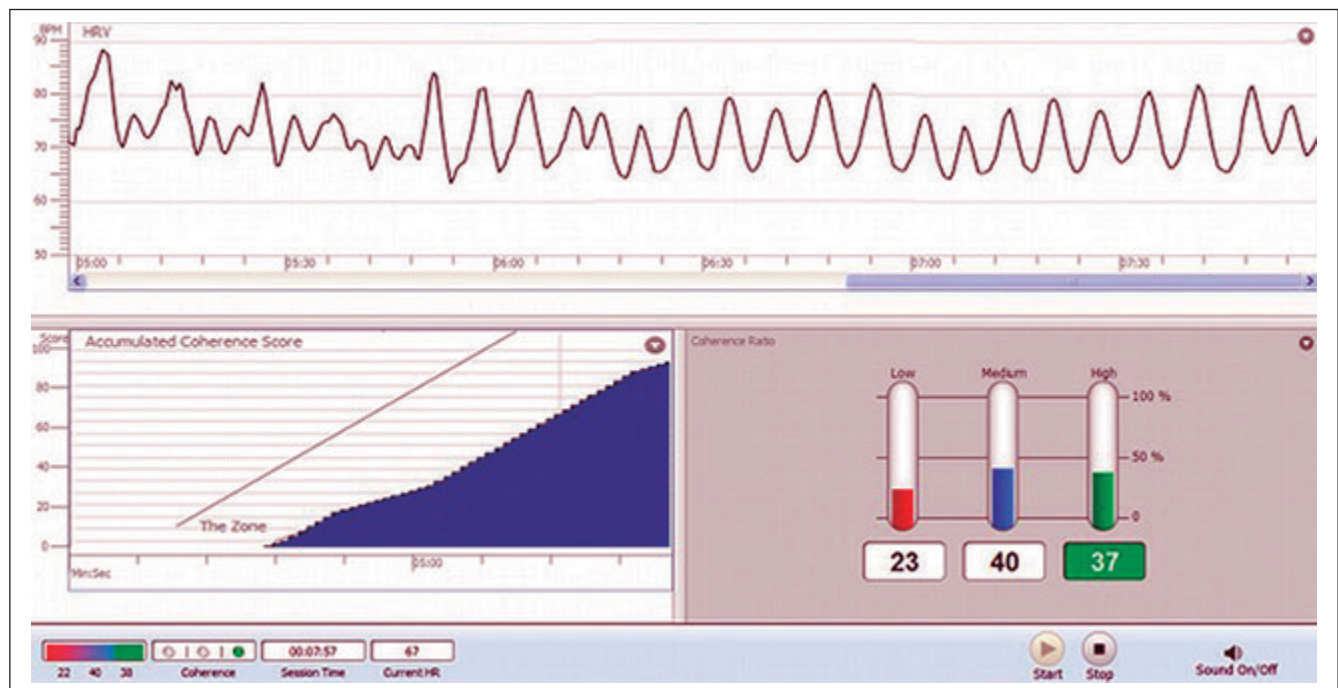 BPM
HRV
90
80
70
60
50
05:00
05:30
06:00
06:30
07:00
07:30
Score
Accumulated Coherence Score
100
80
60
40
20
0
The Zone
05:00
Min:Sec
Coherence Ratio
Low Medium High
100 %
50 %
0
23 40 37
22 40 38
Coherence
00:07:57
Session Time
67
Current HR
Start
Stop
Sound On/Off